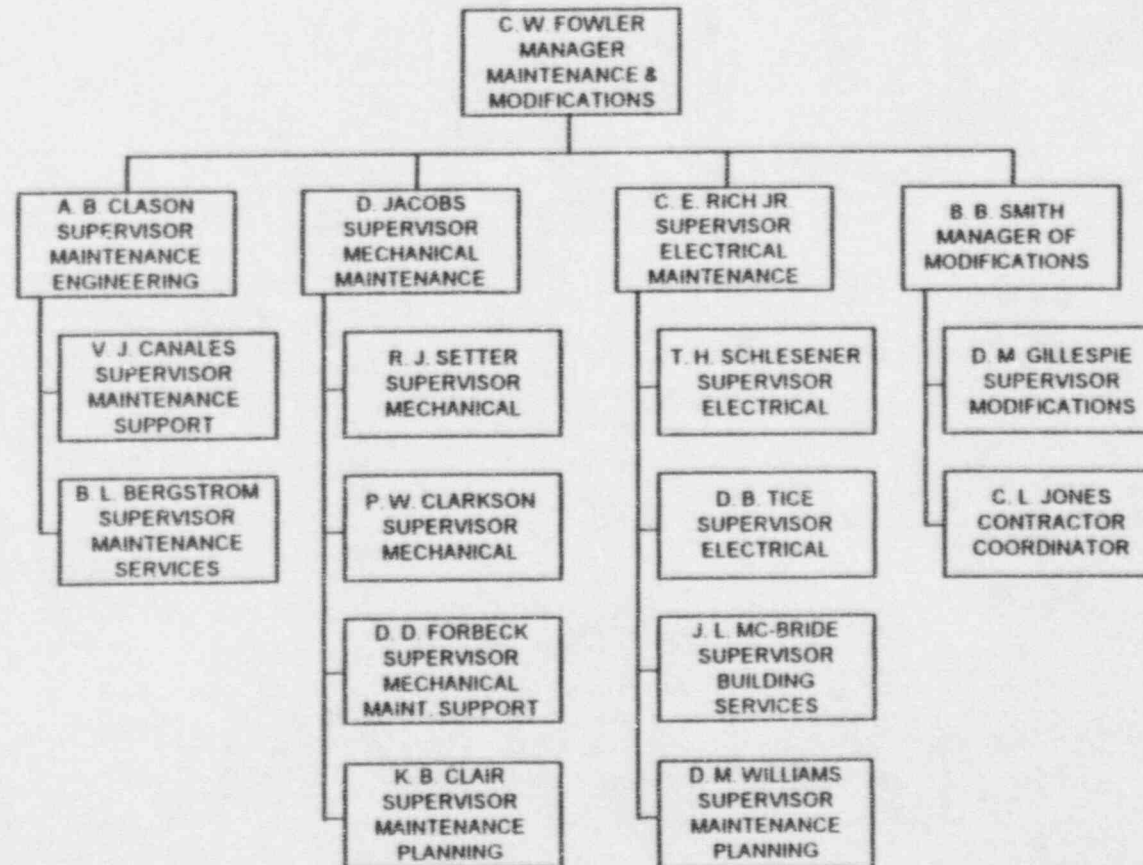 C. W. FOWLER
MANAGER
MAINTENANCE &
MODIFICATIONS
A. B. CLASON
SUPERVISOR
MAINTENANCE
ENGINEERING
V. J. CANALES
SUPERVISOR
MAINTENANCE
SUPPORT
B. L. BERGSTROM
SUPERVISOR
MAINTENANCE
SERVICES
D. JACOBS
SUPERVISOR
MECHANICAL
MAINTENANCE
R. J. SETTER
SUPERVISOR
MECHANICAL
P. W. CLARKSON
SUPERVISOR
MECHANICAL
D. D. FORBECK
SUPERVISOR
MECHANICAL
MAINT. SUPPORT
K. B. CLAIR
SUPERVISOR
MAINTENANCE
PLANNING
C. E. RICH JR.
SUPERVISOR
ELECTRICAL
MAINTENANCE
T. H. SCHLESENER
SUPERVISOR
ELECTRICAL
D. B. TICE
SUPERVISOR
ELECTRICAL
J. L. MC-BRIDE
SUPERVISOR
BUILDING
SERVICES
D. M. WILLIAMS
SUPERVISOR
MAINTENANCE
PLANNING
B. B. SMITH
MANAGER OF
MODIFICATIONS
D. M. GILLESPIE
SUPERVISOR
MODIFICATIONS
C. L. JONES
CONTRACTOR
COORDINATOR